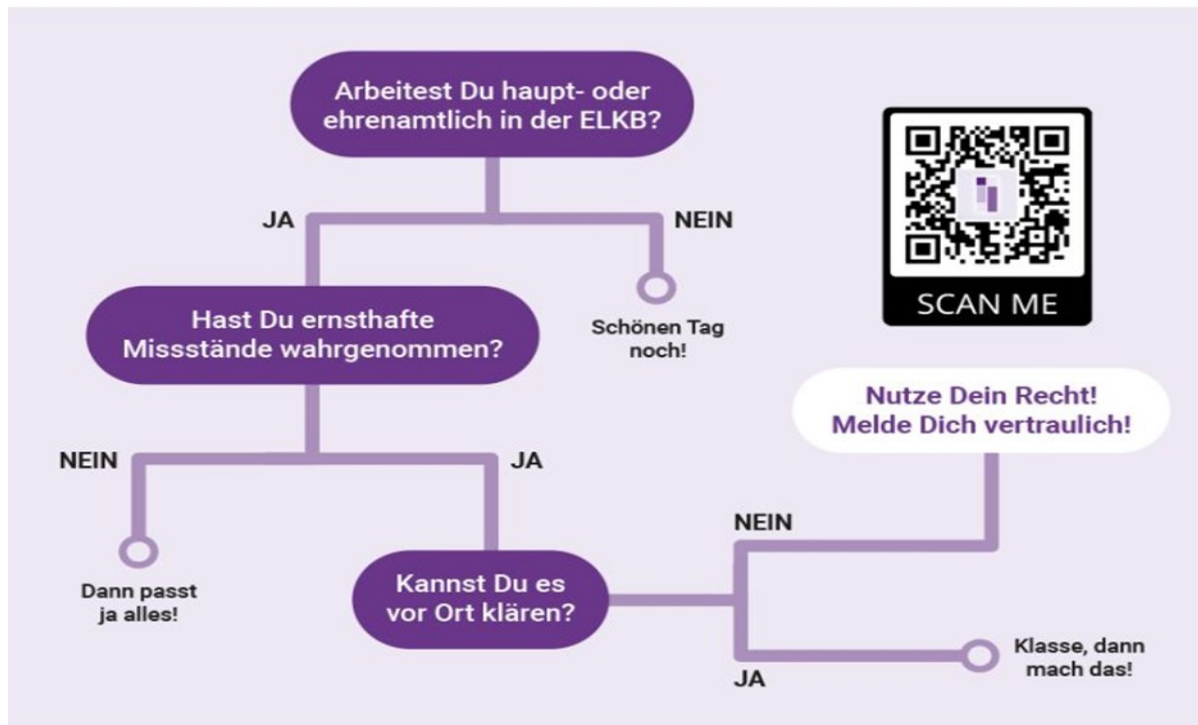 Arbeitest Du haupt- oder
ehrenamtlich in der ELKB?
JA
NEIN
SCAN ME
Hast Du ernsthafte
Missstände wahrgenommen?
Schönen Tag
noch!
Nutze Dein Recht!
Melde Dich vertraulich!
NEIN
JA
NEIN
Dann passt
ja alles!
Kannst Du es
vor Ort klären?
Klasse, dann
mach das!
JA